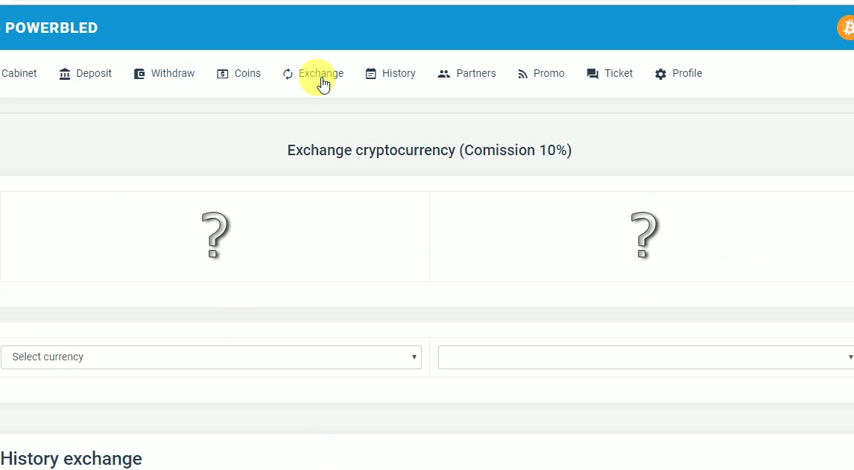 POWERBLED
Cabinet Deposit Withdraw Coins Exchange History Partners Promo Ticket Profile
Exchange cryptocurrency (Comission 10%)
? ?
Select currency
History exchange